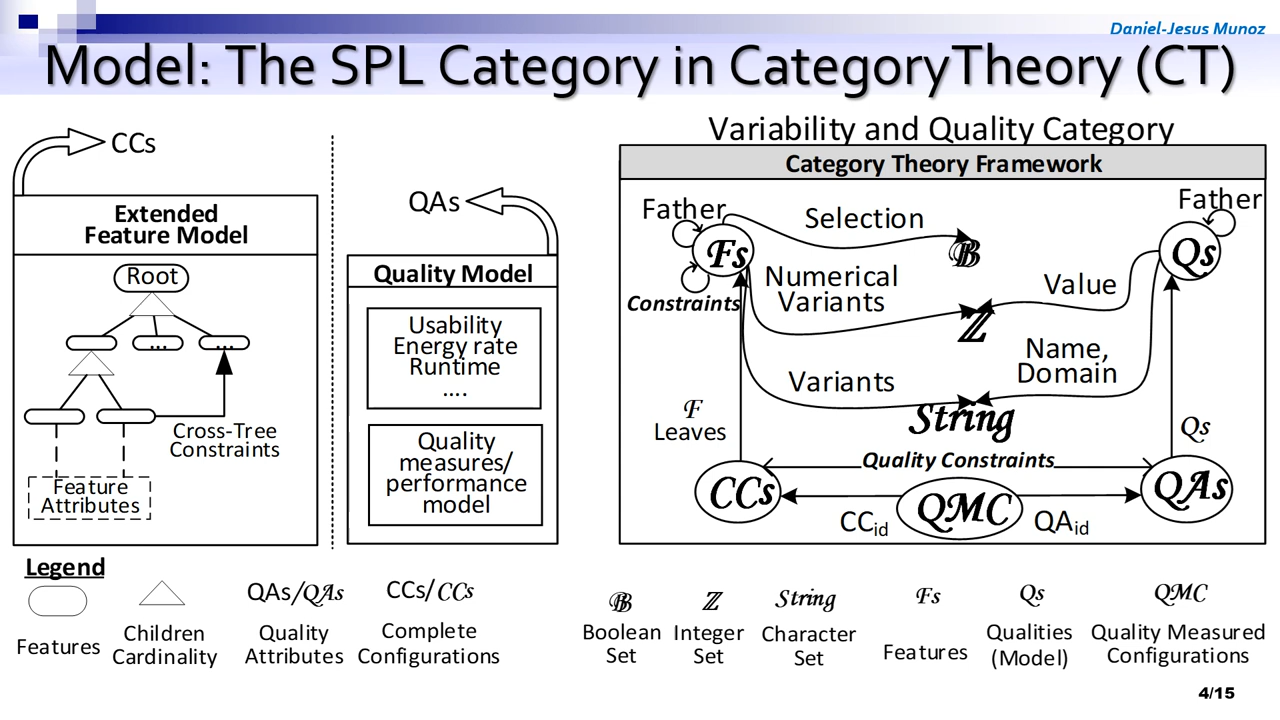 Daniel-Jesus Munoz
Model: The SPL Category in CategoryTheory (CT)
CCs
Extended
Feature Model
Root
...
...
Cross-Tree
Constraints
Feature
Attributes
QAs
Quality Model
Usability
Energy rate
Runtime
....
Quality
measures/
performance
model
Variability and Quality Category
Category Theory Framework
Father
Selection
Father
Fs
𝔹
Qs
Numerical
Variants
Value
Constraints
ℤ
Name,
Domain
Variants
String
F
Leaves
Qs
Quality Constraints
CCs
QMC
QAs
CCid
QAid
Legend
Features
Children
Cardinality
QAs/QAs
Quality
Attributes
CCs/CCs
Complete
Configurations
𝔹
Boolean
Set
ℤ
Integer
Set
String
Character
Set
Fs
Features
Qs
Qualities
(Model)
QMC
Quality Measured
Configurations
4/15